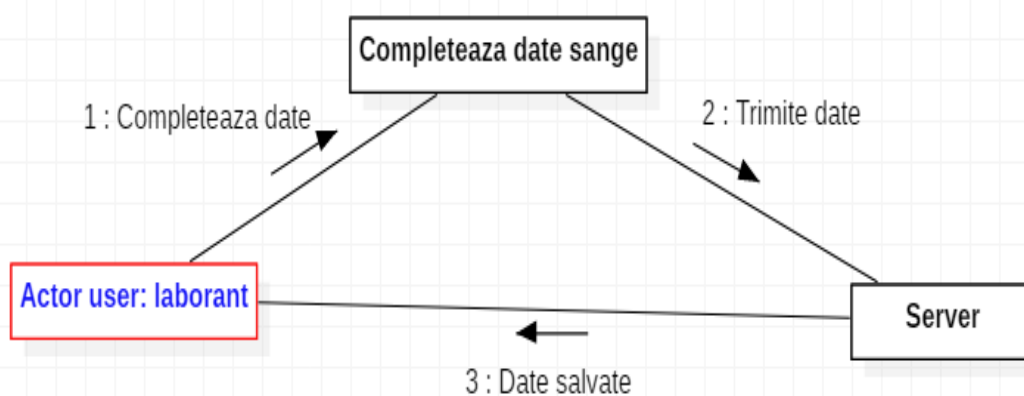 Completeaza date sange
1 : Completeaza date
2 : Trimite date
Actor user: laborant
Server
3 : Date salvate